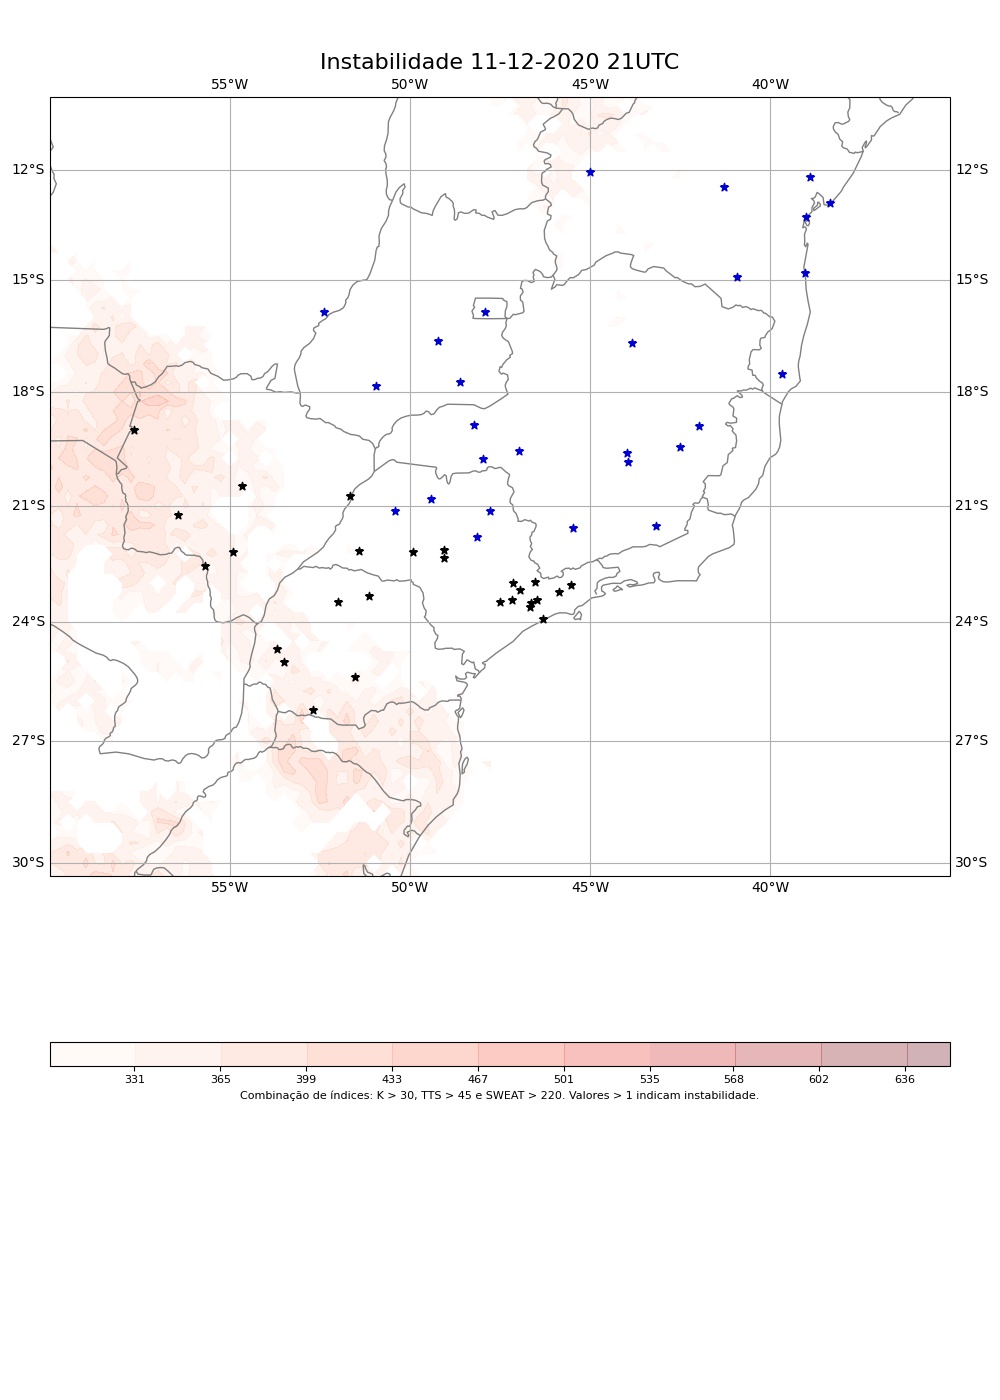 Instabilidade 11-12-2020 21UTC
55°W 50°W 45°W 40°W
12°S 12°S
15°S 15°S
18°S 18°S
21°S 21°S
24°S 24°S
27°S 27°S
30°S 30°S
55°W 50°W 45°W 40°W
331 365 399 433 467 501 535 568 602 636
Combinação de índices: K > 30, TTS > 45 e SWEAT > 220. Valores > 1 indicam instabilidade.